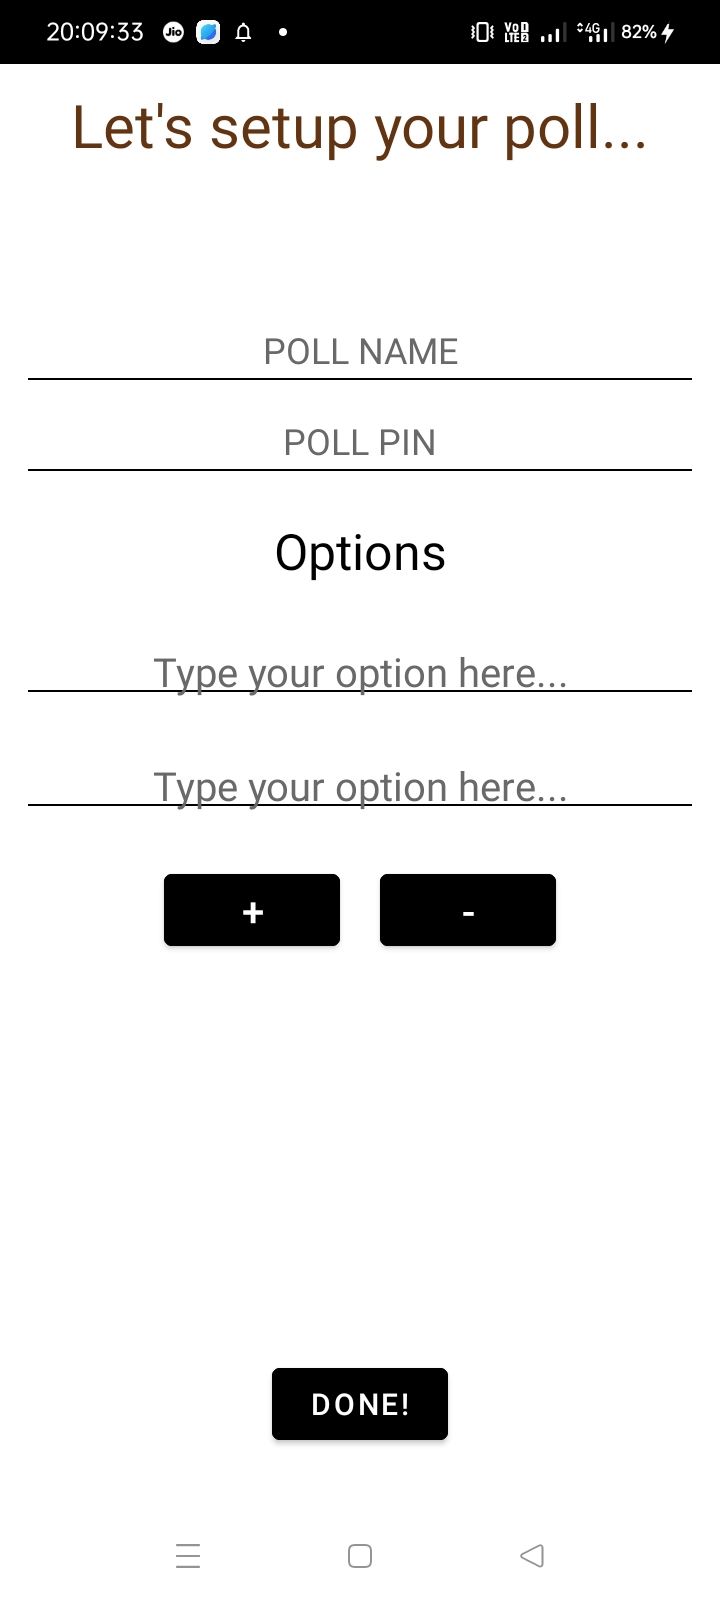 20:09:33 Jio VoD LTE2 4G 82%
Let's setup your poll...
POLL NAME
POLL PIN
Options
Type your option here...
Type your option here...
+ -
DONE!